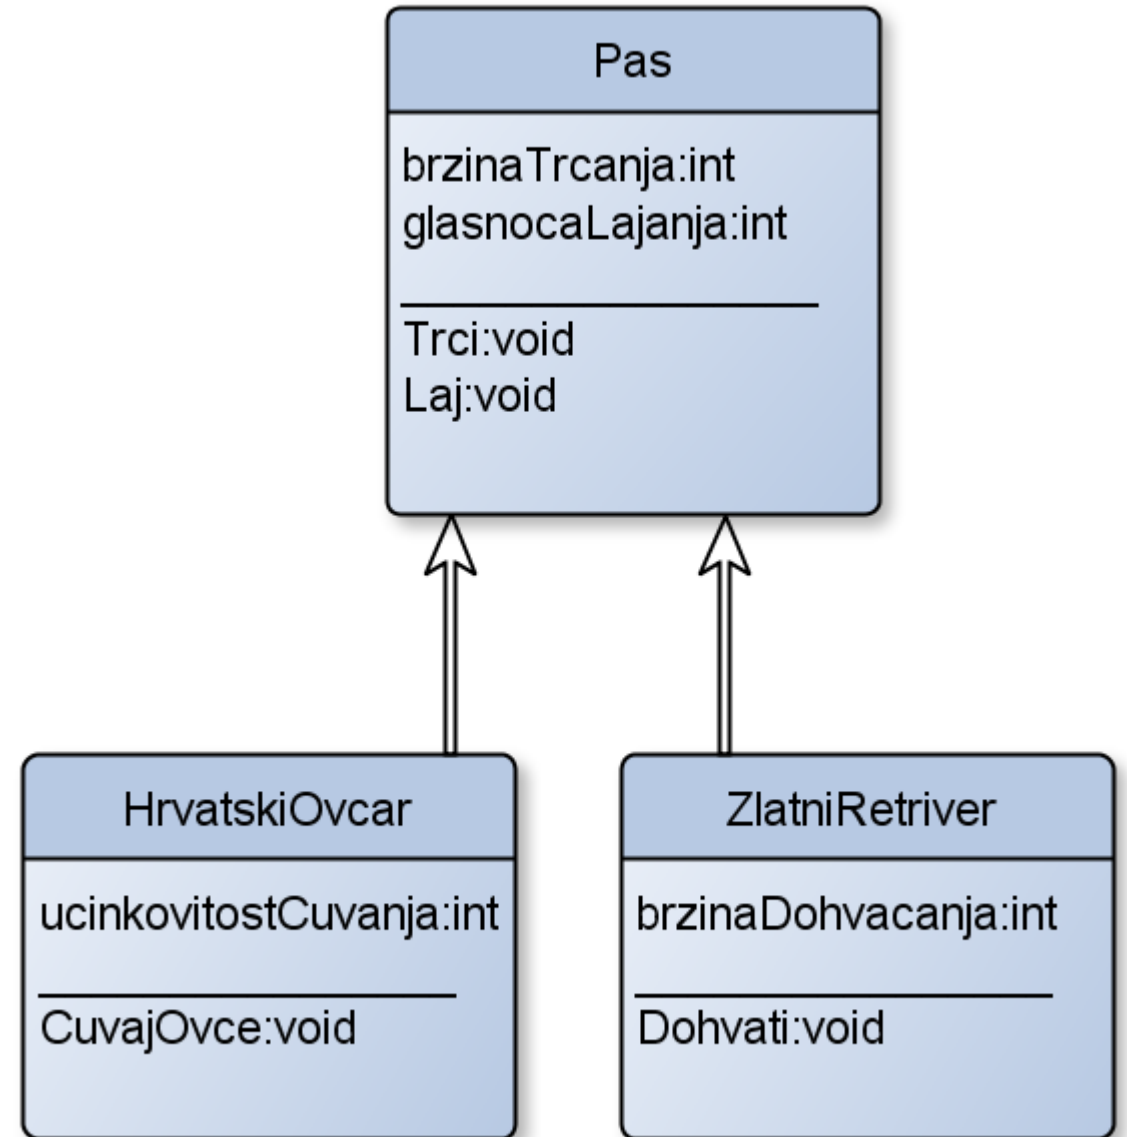 Pas
brzinaTrcanja:int
glasnocaLajanja:int
Trci:void
Laj:void
HrvatskiOvcar
ucinkovitostCuvanja:int
CuvajOvce:void
ZlatniRetriver
brzinaDohvacanja:int
Dohvati:void